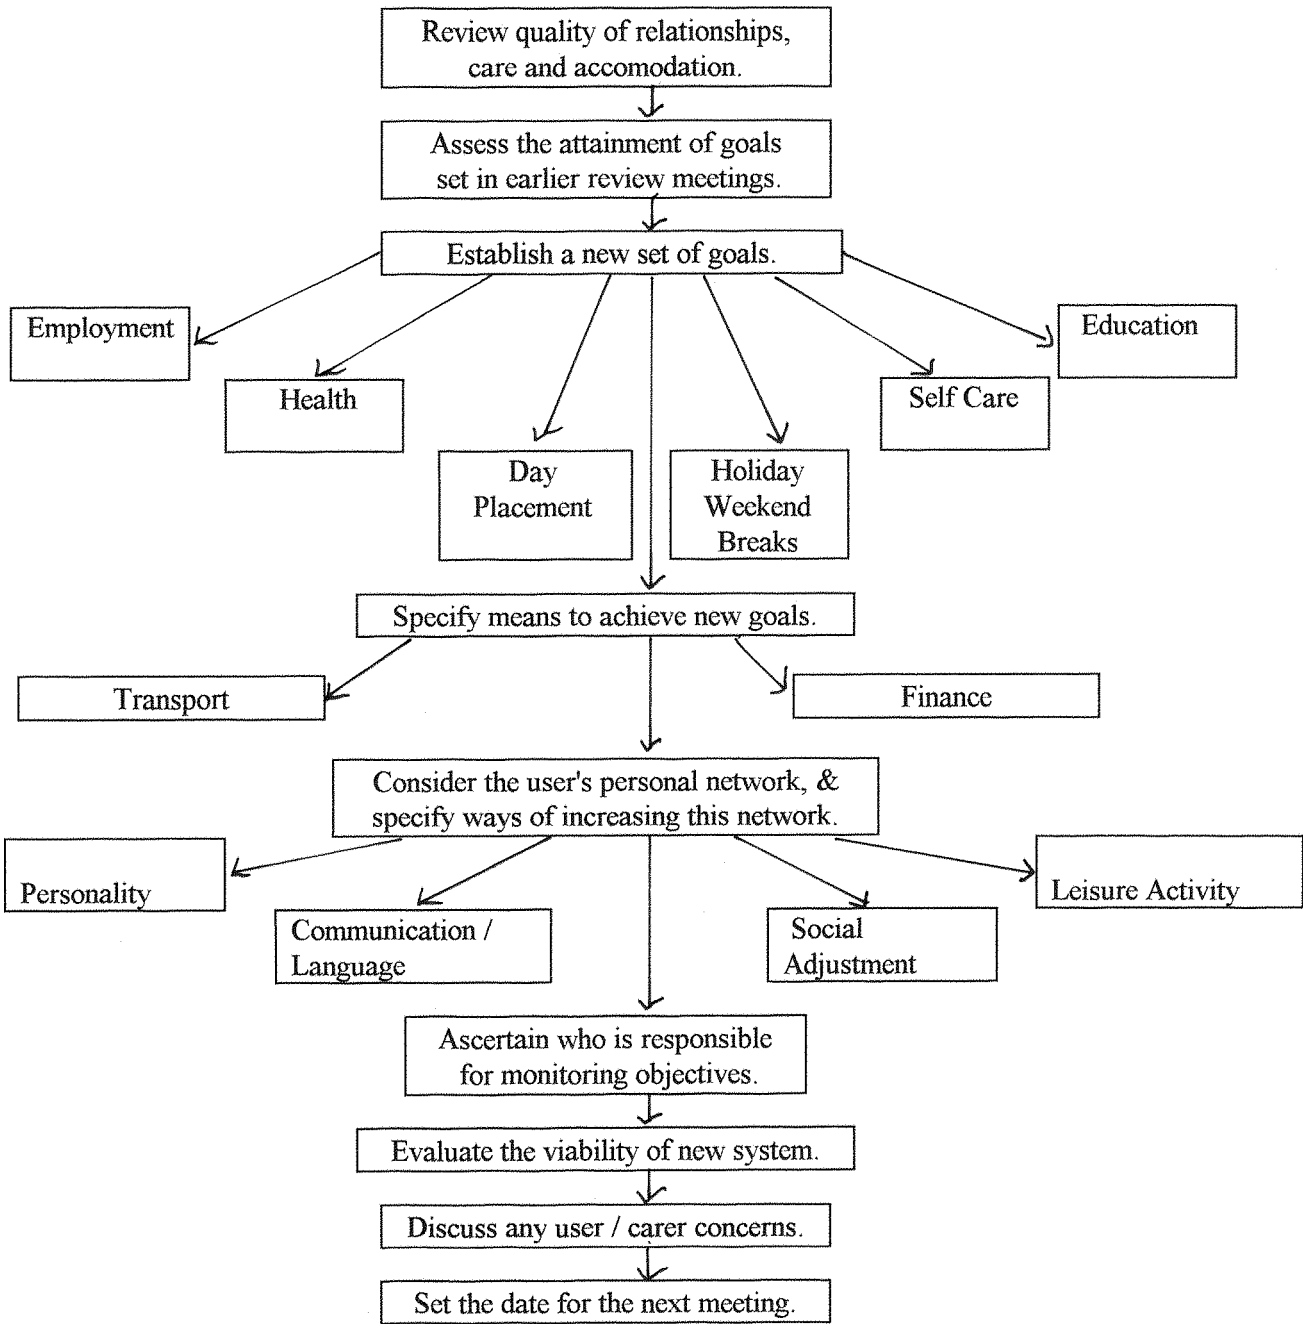 Review quality of relationships,
care and accomodation.
Assess the attainment of goals
set in earlier review meetings.
Establish a new set of goals.
Employment
Education
Health
Self Care
Day
Placement
Holiday
Weekend
Breaks
Specify means to achieve new goals.
Transport
Finance
Consider the user's personal network, &
specify ways of increasing this network.
Personality
Leisure Activity
Communication /
Language
Social
Adjustment
Ascertain who is responsible
for monitoring objectives.
Evaluate the viability of new system.
Discuss any user / carer concerns.
Set the date for the next meeting.